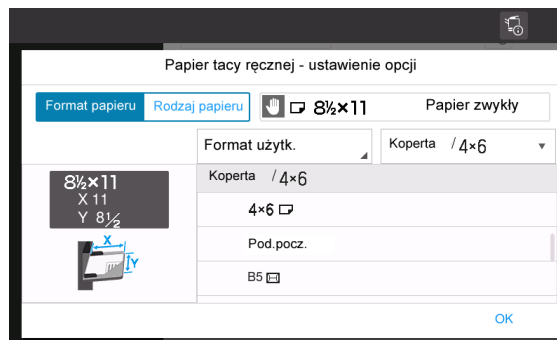 Papier tacy ręcznej - ustawienie opcji
Format papieru Rodzaj papieru 8½×11 Papier zwykły
Format użytk. Koperta /4×6
Koperta /4×6
8½×11
X 11
Y 8½
4×6
X
Y
Pod.pocz.
B5
OK